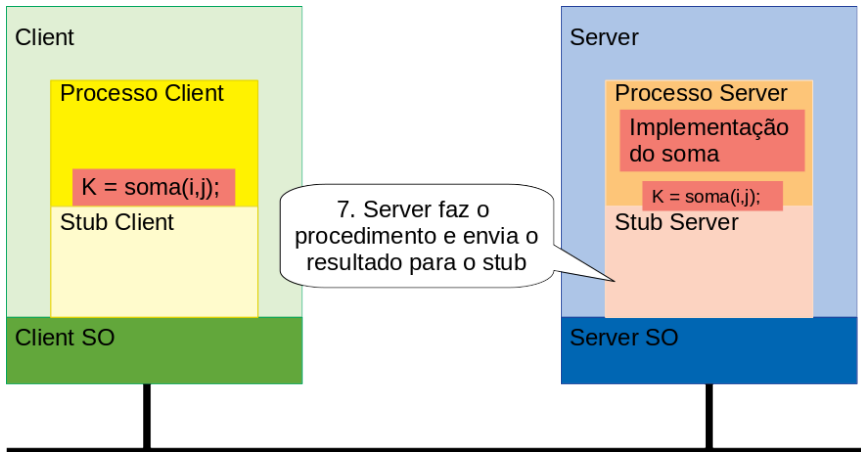 Client
Processo Client
K = soma(i,j);
Stub Client
Client SO
7. Server faz o
procedimento e envia o
resultado para o stub
Server
Processo Server
Implementação
do soma
K = soma(i,j);
Stub Server
Server SO